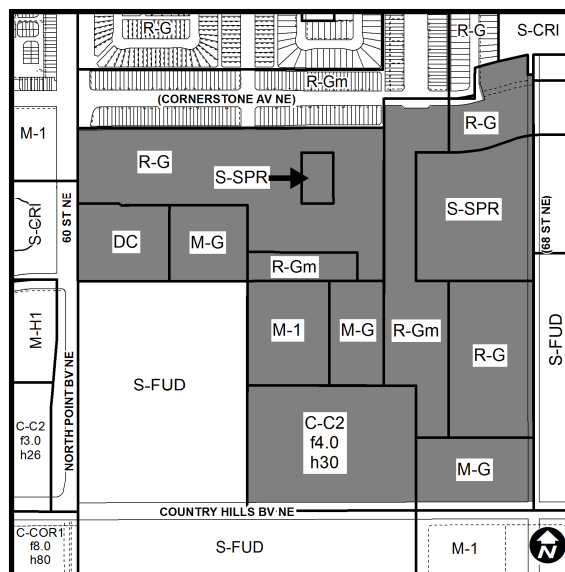 R-G
R-G
S-CRI
R-Gm
(CORNERSTONE AV NE)
M-1
R-G
R-G
S-SPR
S-SPR
S-CRI
60 ST NE
(68 ST NE)
DC
M-G
R-Gm
M-H1
M-1
M-G
R-Gm
R-G
S-FUD
S-FUD
NORTH POINT BV NE
C-C2
f3.0
h26
C-C2
f4.0
h30
M-G
COUNTRY HILLS BV NE
C-COR1
f8.0
h80
S-FUD
M-1
N